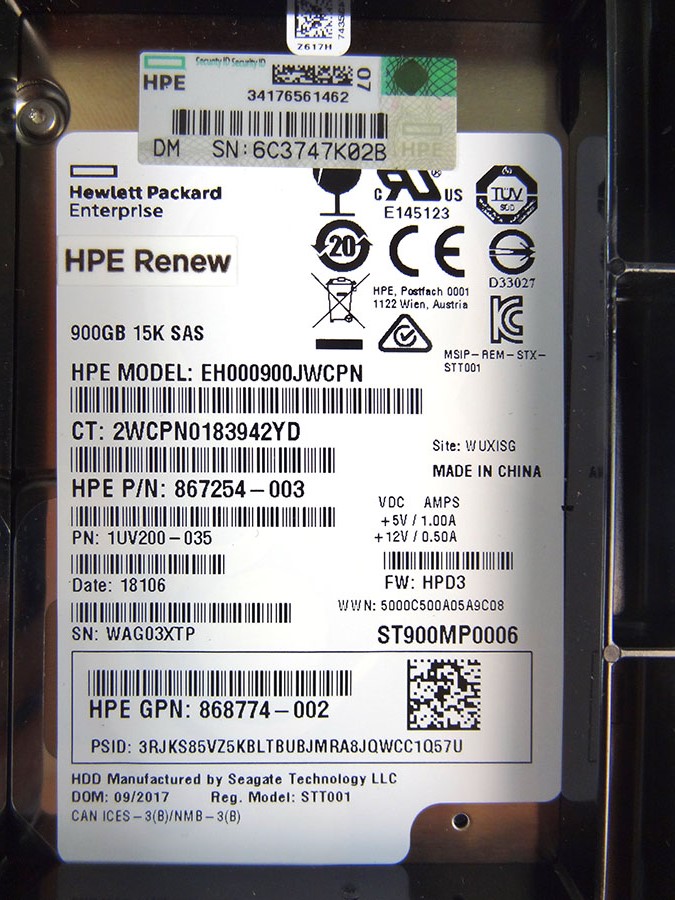 Z617H
Security ID Security ID
HPE
07
34176561462
DM SN:6C3747K02B
HPE
Hewlett Packard
Enterprise
C US
E145123
TÜV
SÜD
HPE Renew
20
CE
D33027
HPE, Postfach 0001
1122 Wien, Austria
900GB 15K SAS
MSIP-REM-STX-
STT001
HPE MODEL: EH000900JWCPN
CT: 2WCPN0183942YD
Site: WUXISG
MADE IN CHINA
HPE P/N: 867254-003
VDC AMPS
+5V / 1.00A
+12V / 0.50A
PN: 1UV200-035
Date: 18106
FW: HPD3
WWN: 5000C500A05A9C08
SN: WAG03XTP
ST900MP0006
HPE GPN: 868774-002
PSID: 3RJKS85VZ5KBLTBUBJMRA8JQWCC1Q57U
HDD Manufactured by Seagate Technology LLC
DOM: 09/2017 Reg. Model: STT001
CAN ICES-3(B)/NMB-3(B)